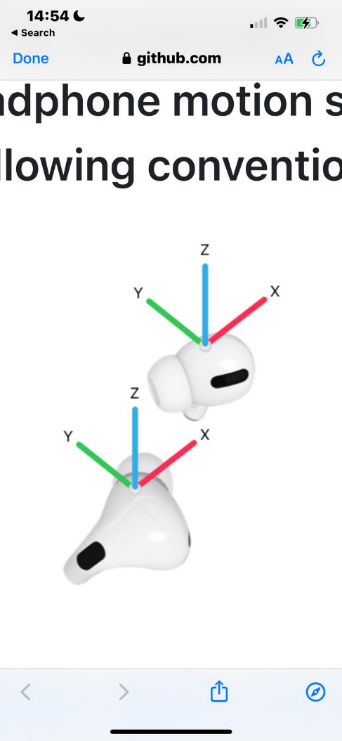 14:54
◀ Search
Done
github.com
AA
dphone motion s
llowing conventio
Z
Y
X
Z
Y
X